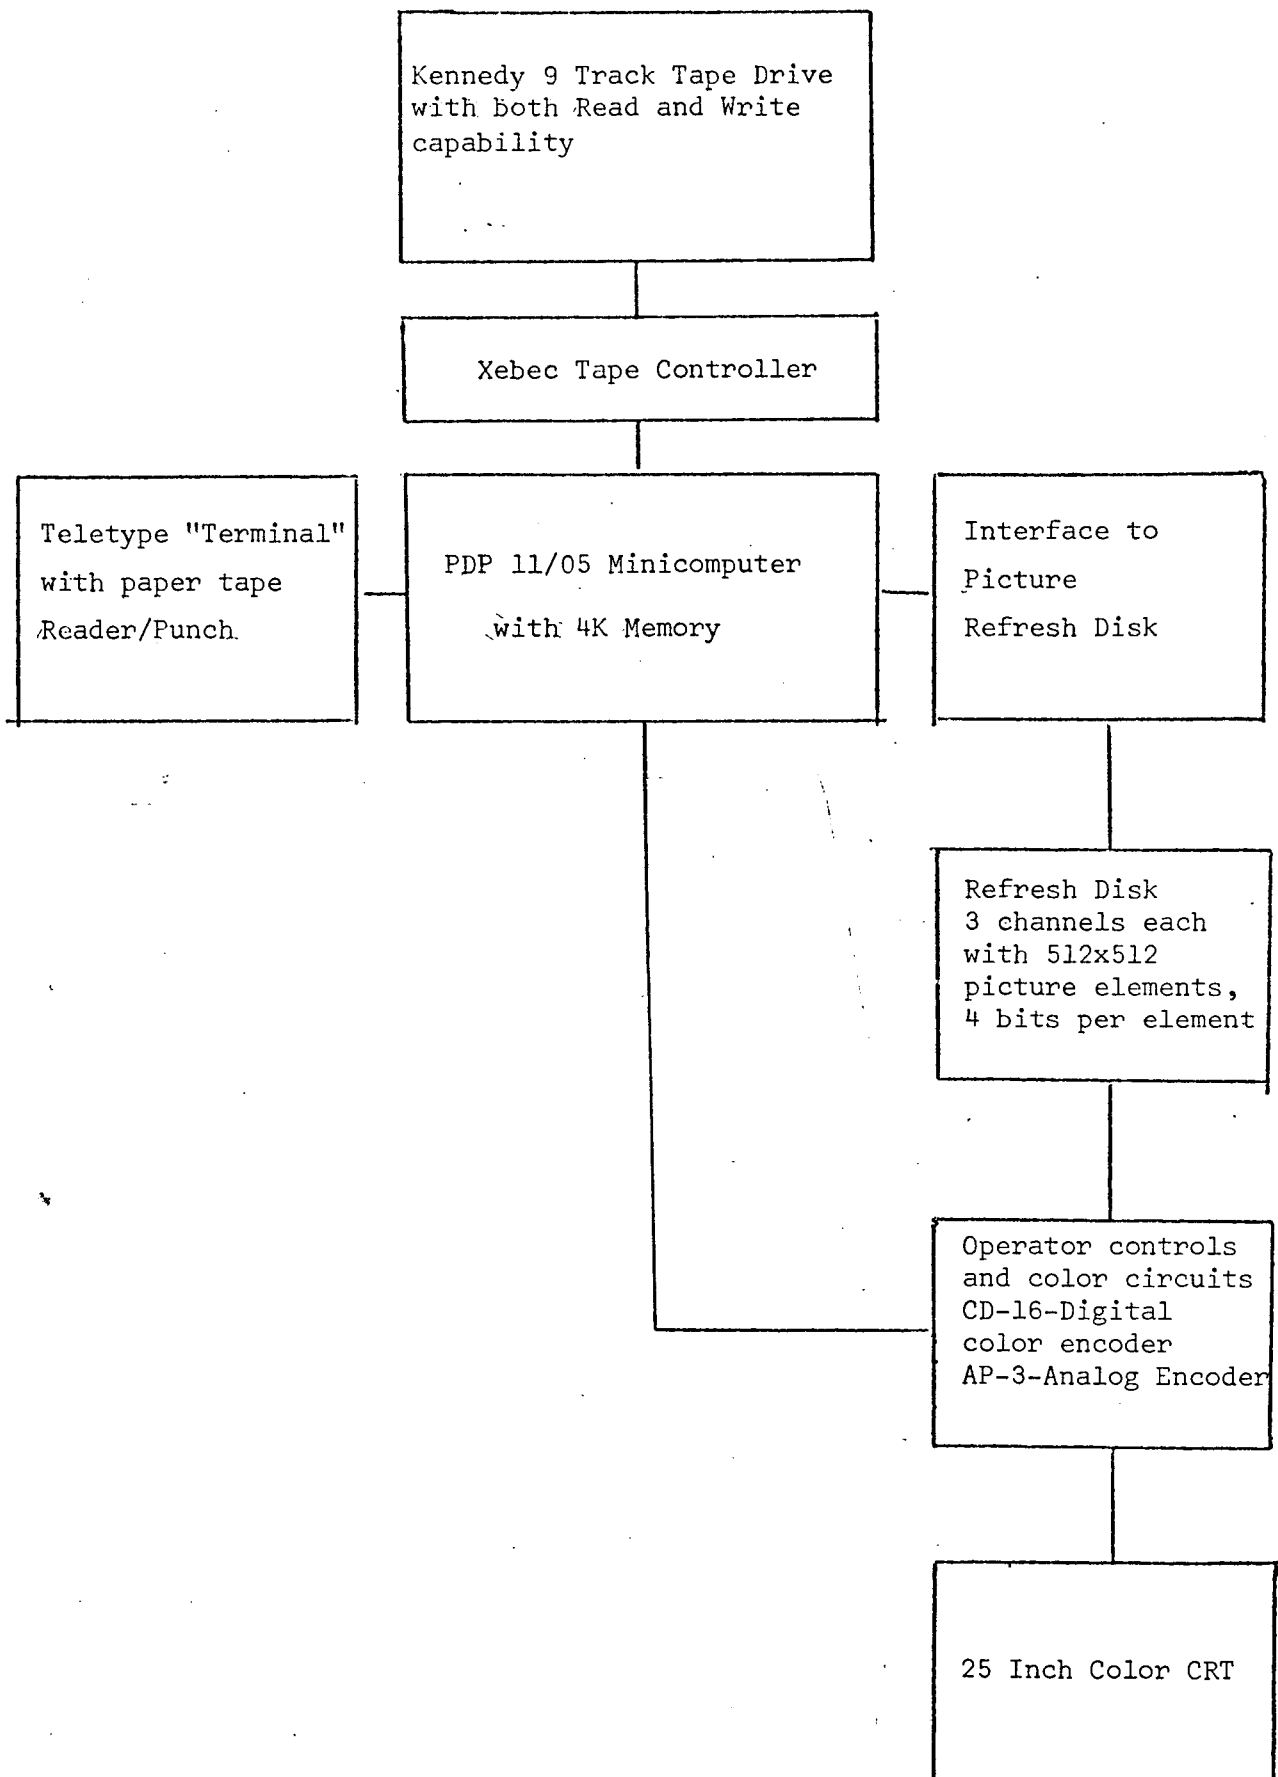 Kennedy 9 Track Tape Drive
with both Read and Write
capability
Xebec Tape Controller
Teletype "Terminal"
with paper tape
Reader/Punch
PDP 11/05 Minicomputer
with 4K Memory
Interface to
Picture
Refresh Disk
Refresh Disk
3 channels each
with 512x512
picture elements,
4 bits per element
Operator controls
and color circuits
CD-16-Digital
color encoder
AP-3-Analog Encoder
25 Inch Color CRT